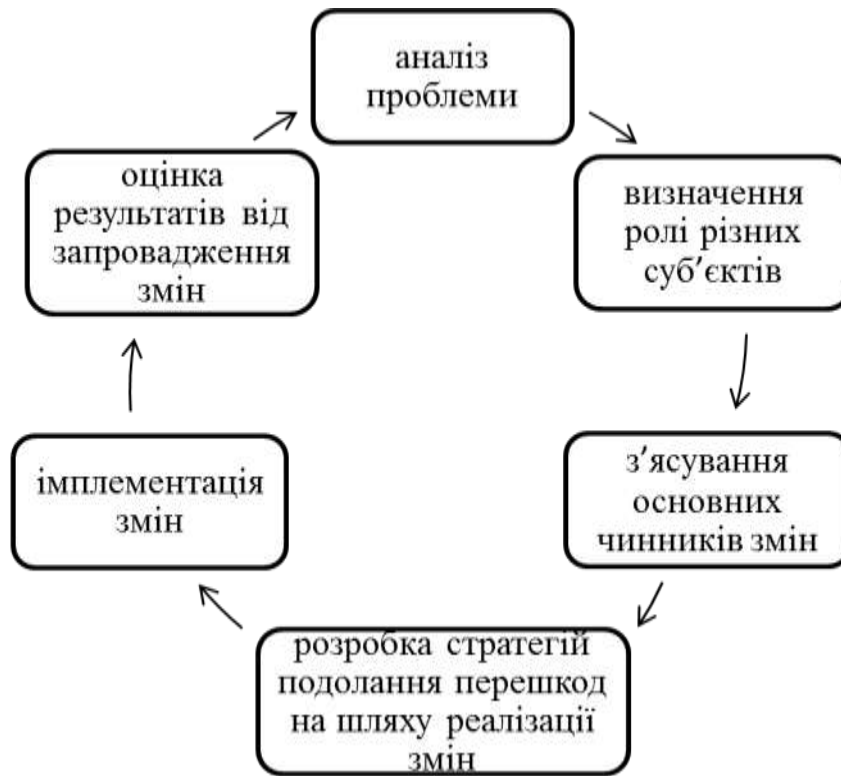 аналіз
проблеми
визначення
ролі різних
суб’єктів
з’ясування
основних
чинників змін
розробка стратегій
подолання перешкод
на шляху реалізації
змін
імплементація
змін
оцінка
результатів від
запровадження
змін